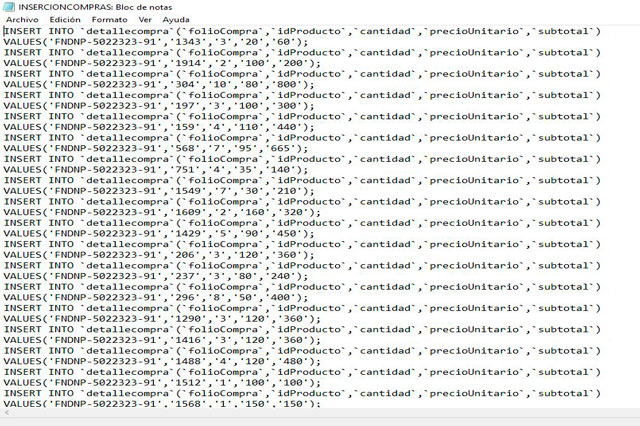 INSERCIONCOMPRAS: Bloc de notas
Archivo Edición Formato Ver Ayuda
INSERT INTO `detallecompra`(`folioCompra`,`idProducto`,`cantidad`,`precioUnitario`,`subtotal`)
VALUES('FNDNP-5022323-91','1343','3','20','60');
INSERT INTO `detallecompra`(`folioCompra`,`idProducto`,`cantidad`,`precioUnitario`,`subtotal`)
VALUES('FNDNP-5022323-91','1914','2','100','200');
INSERT INTO `detallecompra`(`folioCompra`,`idProducto`,`cantidad`,`precioUnitario`,`subtotal`)
VALUES('FNDNP-5022323-91','304','10','80','800');
INSERT INTO `detallecompra`(`folioCompra`,`idProducto`,`cantidad`,`precioUnitario`,`subtotal`)
VALUES('FNDNP-5022323-91','197','3','100','300');
INSERT INTO `detallecompra`(`folioCompra`,`idProducto`,`cantidad`,`precioUnitario`,`subtotal`)
VALUES('FNDNP-5022323-91','159','4','110','440');
INSERT INTO `detallecompra`(`folioCompra`,`idProducto`,`cantidad`,`precioUnitario`,`subtotal`)
VALUES('FNDNP-5022323-91','568','7','95','665');
INSERT INTO `detallecompra`(`folioCompra`,`idProducto`,`cantidad`,`precioUnitario`,`subtotal`)
VALUES('FNDNP-5022323-91','751','4','35','140');
INSERT INTO `detallecompra`(`folioCompra`,`idProducto`,`cantidad`,`precioUnitario`,`subtotal`)
VALUES('FNDNP-5022323-91','1549','7','30','210');
INSERT INTO `detallecompra`(`folioCompra`,`idProducto`,`cantidad`,`precioUnitario`,`subtotal`)
VALUES('FNDNP-5022323-91','1609','2','160','320');
INSERT INTO `detallecompra`(`folioCompra`,`idProducto`,`cantidad`,`precioUnitario`,`subtotal`)
VALUES('FNDNP-5022323-91','1429','5','90','450');
INSERT INTO `detallecompra`(`folioCompra`,`idProducto`,`cantidad`,`precioUnitario`,`subtotal`)
VALUES('FNDNP-5022323-91','206','3','120','360');
INSERT INTO `detallecompra`(`folioCompra`,`idProducto`,`cantidad`,`precioUnitario`,`subtotal`)
VALUES('FNDNP-5022323-91','237','3','80','240');
INSERT INTO `detallecompra`(`folioCompra`,`idProducto`,`cantidad`,`precioUnitario`,`subtotal`)
VALUES('FNDNP-5022323-91','296','8','50','400');
INSERT INTO `detallecompra`(`folioCompra`,`idProducto`,`cantidad`,`precioUnitario`,`subtotal`)
VALUES('FNDNP-5022323-91','1290','3','120','360');
INSERT INTO `detallecompra`(`folioCompra`,`idProducto`,`cantidad`,`precioUnitario`,`subtotal`)
VALUES('FNDNP-5022323-91','1416','3','120','360');
INSERT INTO `detallecompra`(`folioCompra`,`idProducto`,`cantidad`,`precioUnitario`,`subtotal`)
VALUES('FNDNP-5022323-91','1488','4','120','480');
INSERT INTO `detallecompra`(`folioCompra`,`idProducto`,`cantidad`,`precioUnitario`,`subtotal`)
VALUES('FNDNP-5022323-91','1512','1','100','100');
INSERT INTO `detallecompra`(`folioCompra`,`idProducto`,`cantidad`,`precioUnitario`,`subtotal`)
VALUES('FNDNP-5022323-91','1568','1','150','150');